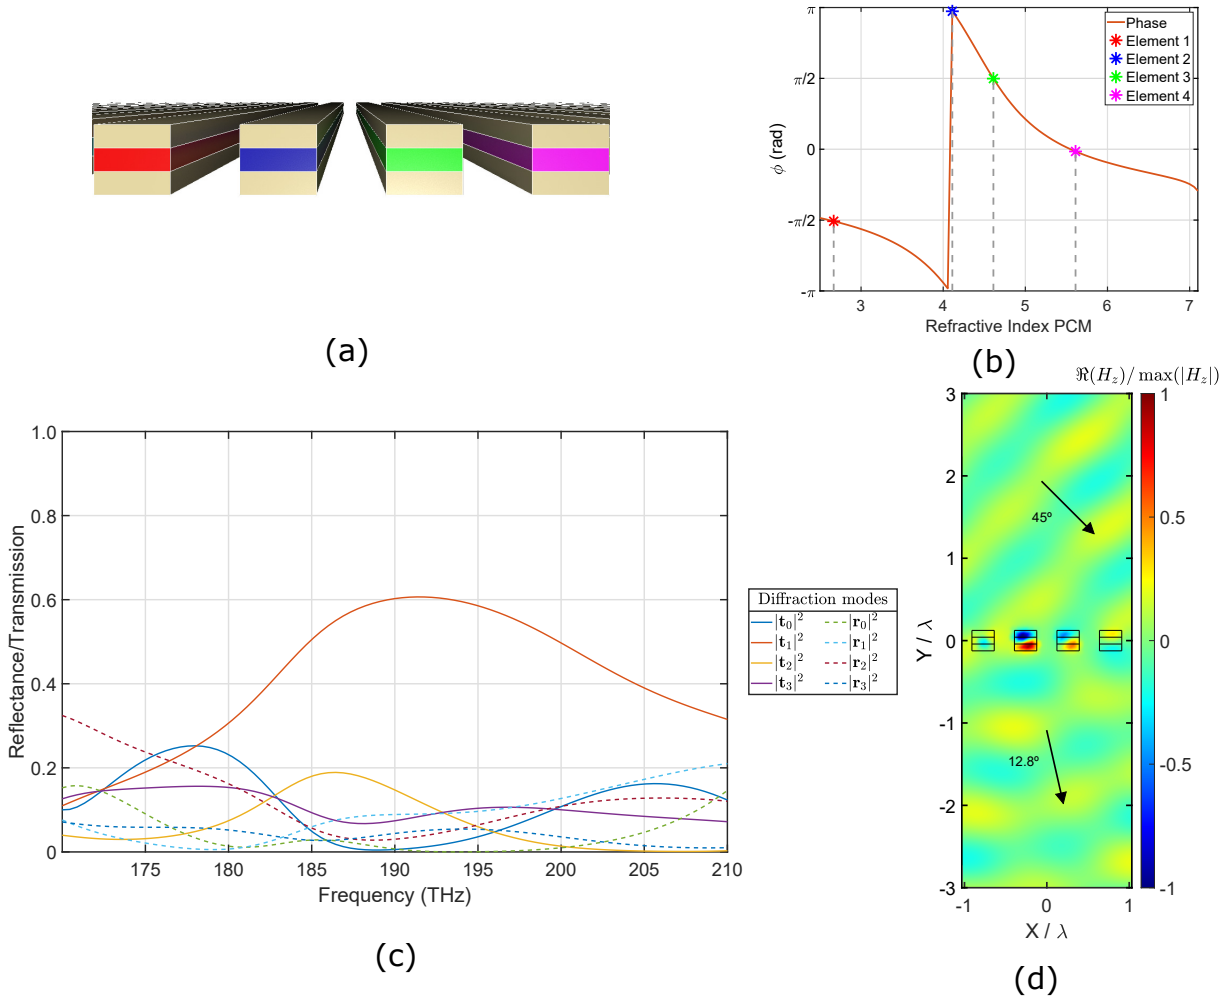 (a)
π
π/2
0
-π/2
-π
ϕ (rad)
3
4
5
6
7
Refractive Index PCM
Phase
Element 1
Element 2
Element 3
Element 4
(b)
1.0
0.8
0.6
0.4
0.2
0
Reflectance/Transmission
175
180
185
190
195
200
205
210
Frequency (THz)
Diffraction modes
|t₀|² |r₀|²
|t₁|² |r₁|²
|t₂|² |r₂|²
|t₃|² |r₃|²
(c)
ℜ(H_z)/ max(|H_z|)
3
2
1
0
-1
-2
-3
Y / λ
45º
12.8º
-1
0
1
X / λ
1
0.5
0
-0.5
-1
(d)